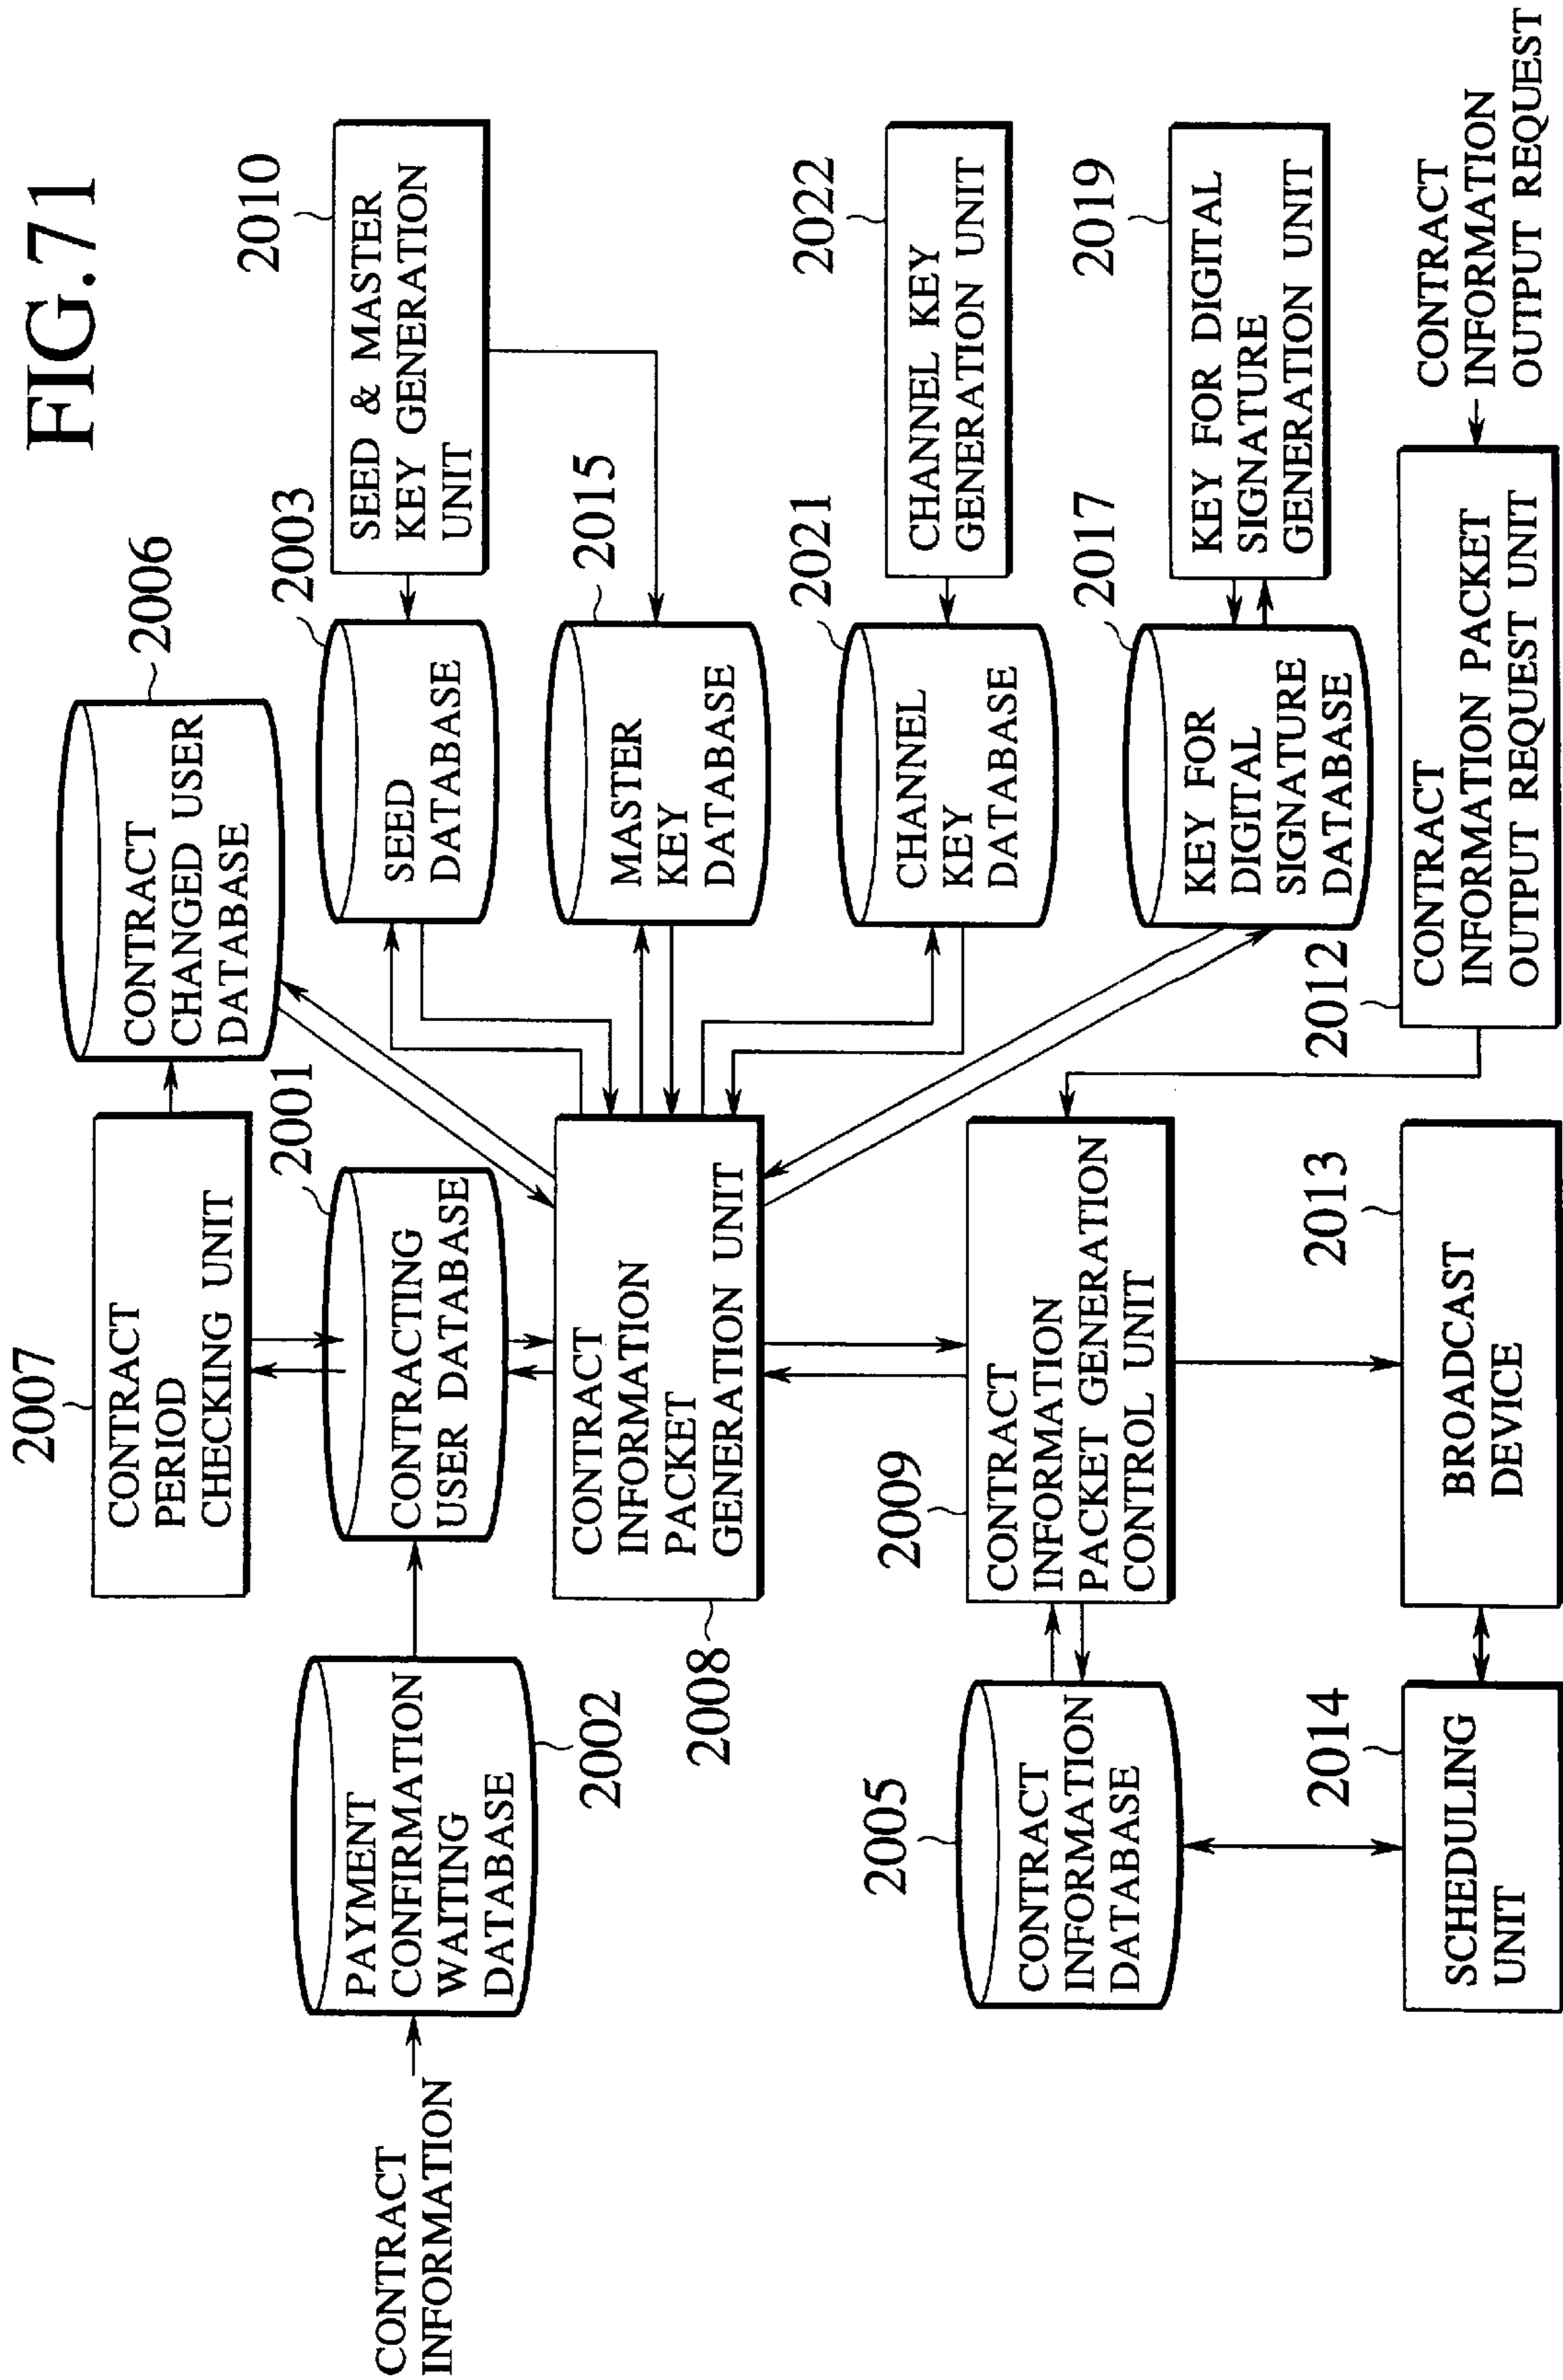 FIG.71
2007
CONTRACT
PERIOD
CHECKING UNIT
2006
CONTRACT
CHANGED USER
DATABASE
CONTRACT
INFORMATION
PAYMENT
CONFIRMATION
WAITING
DATABASE
2002
2001
CONTRACTING
USER DATABASE
2003
SEED
DATABASE
2010
SEED & MASTER
KEY GENERATION
UNIT
2008
CONTRACT
INFORMATION
PACKET
GENERATION UNIT
2015
MASTER
KEY
DATABASE
2021
CHANNEL
KEY
DATABASE
2022
CHANNEL KEY
GENERATION UNIT
2005
CONTRACT
INFORMATION
DATABASE
2009
CONTRACT
INFORMATION
PACKET GENERATION
CONTROL UNIT
2017
KEY FOR
DIGITAL
SIGNATURE
DATABASE
2019
KEY FOR DIGITAL
SIGNATURE
GENERATION UNIT
2014
SCHEDULING
UNIT
2013
BROADCAST
DEVICE
2012
CONTRACT
INFORMATION PACKET
OUTPUT REQUEST UNIT
CONTRACT
INFORMATION
OUTPUT REQUEST